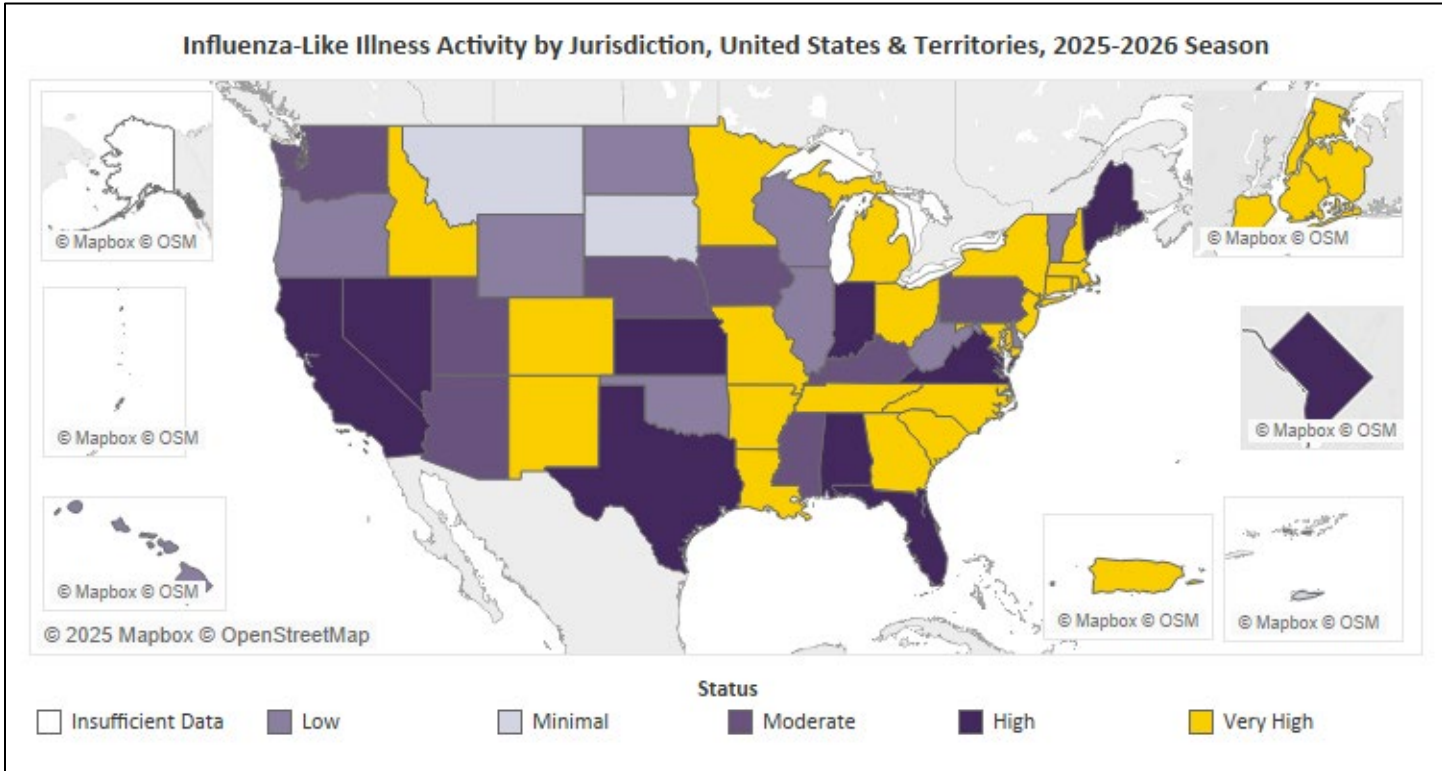 Influenza-Like Illness Activity by Jurisdiction, United States & Territories, 2025-2026 Season
© Mapbox © OSM
© Mapbox © OSM
© Mapbox © OSM
© Mapbox © OSM
© Mapbox © OSM
© Mapbox © OSM
© Mapbox © OSM
© 2025 Mapbox © OpenStreetMap
Status
Insufficient Data Low Minimal Moderate High Very High